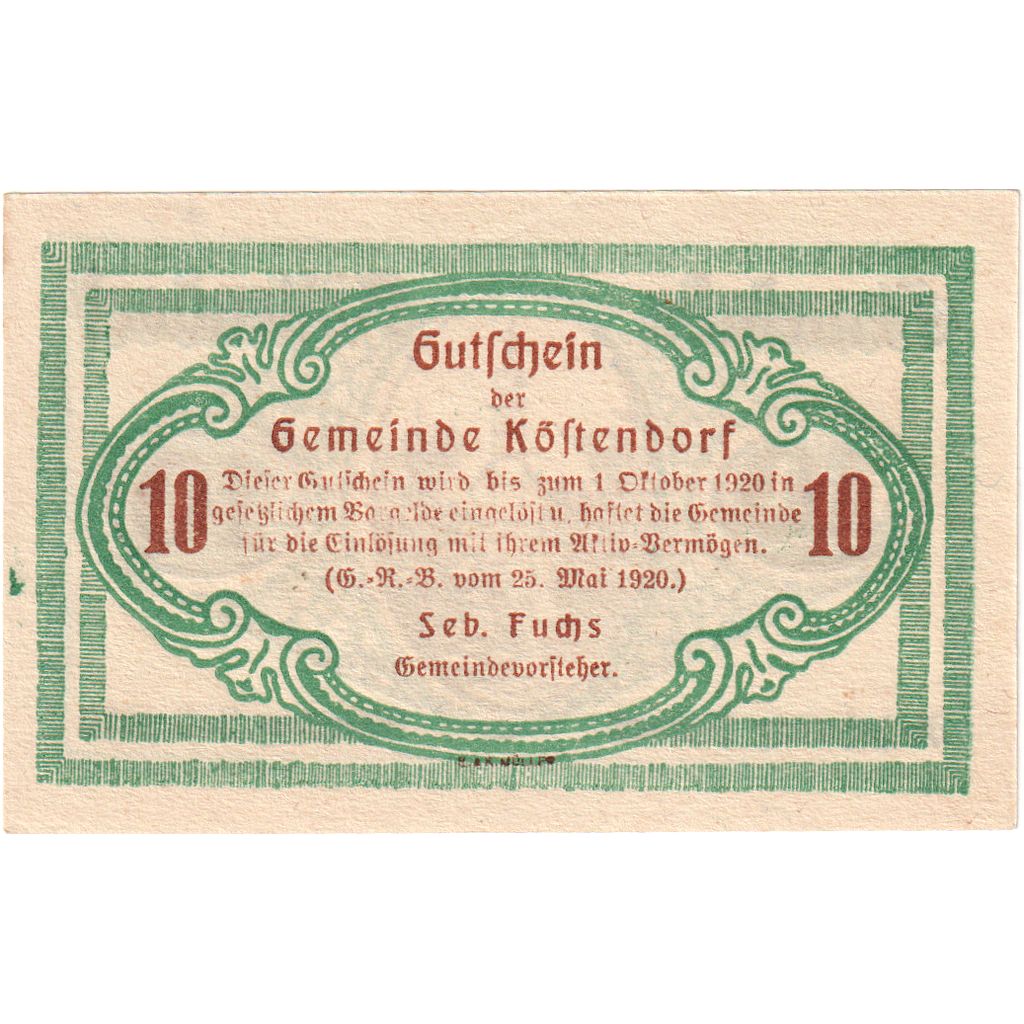 Gutschein
der
Gemeinde Köstendorf
10 Dieser Gutschein wird bis zum 1 Oktober 1920 in 10
gesetzlichem Bargelde eingelöst u. haftet die Gemeinde
für die Einlösung mit ihrem Aktiv-Vermögen.
(G.-R.-B. vom 25. Mai 1920.)
Seb. Fuchs
Gemeindevorsteher.